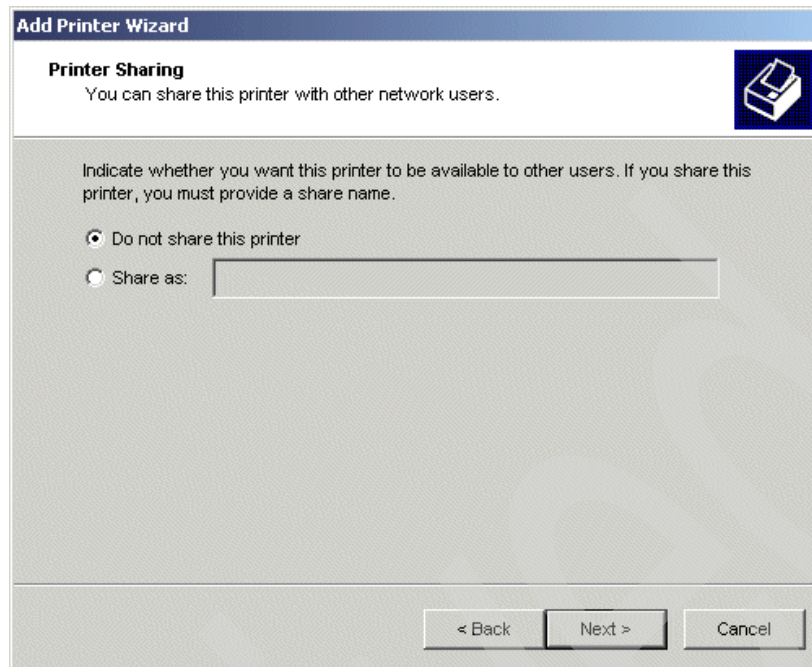 Add Printer Wizard
Printer Sharing
You can share this printer with other network users.
Indicate whether you want this printer to be available to other users. If you share this
printer, you must provide a share name.
Do not share this printer
Share as:
< Back Next > Cancel